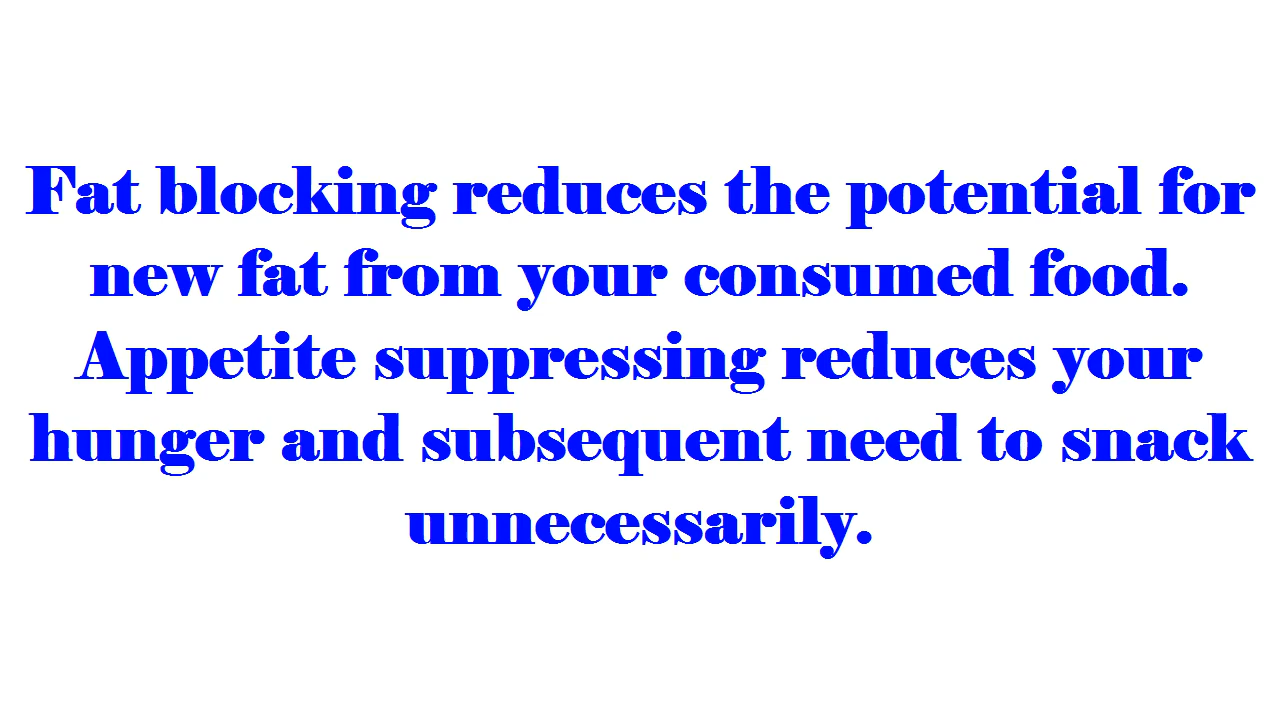 Fat blocking reduces the potential for
new fat from your consumed food.
Appetite suppressing reduces your
hunger and subsequent need to snack
unnecessarily.